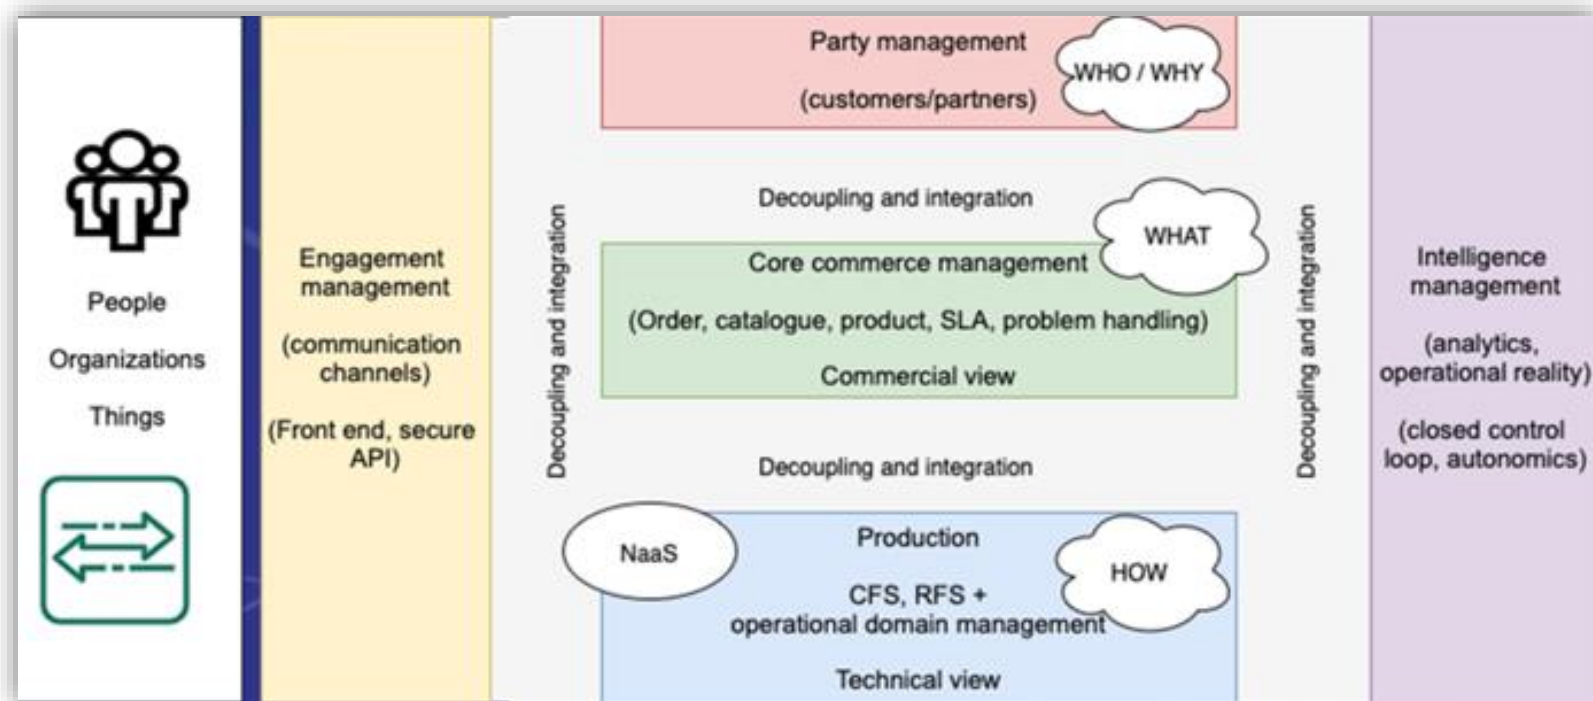 People
Organizations
Things
Engagement
management
(communication
channels)
(Front end, secure
API)
Decoupling and integration
Party management
(customers/partners)
WHO / WHY
Decoupling and integration
WHAT
Core commerce management
(Order, catalogue, product, SLA, problem handling)
Commercial view
Decoupling and integration
NaaS
Production
HOW
CFS, RFS +
operational domain management
Technical view
Decoupling and integration
Intelligence
management
(analytics,
operational reality)
(closed control
loop, autonomics)